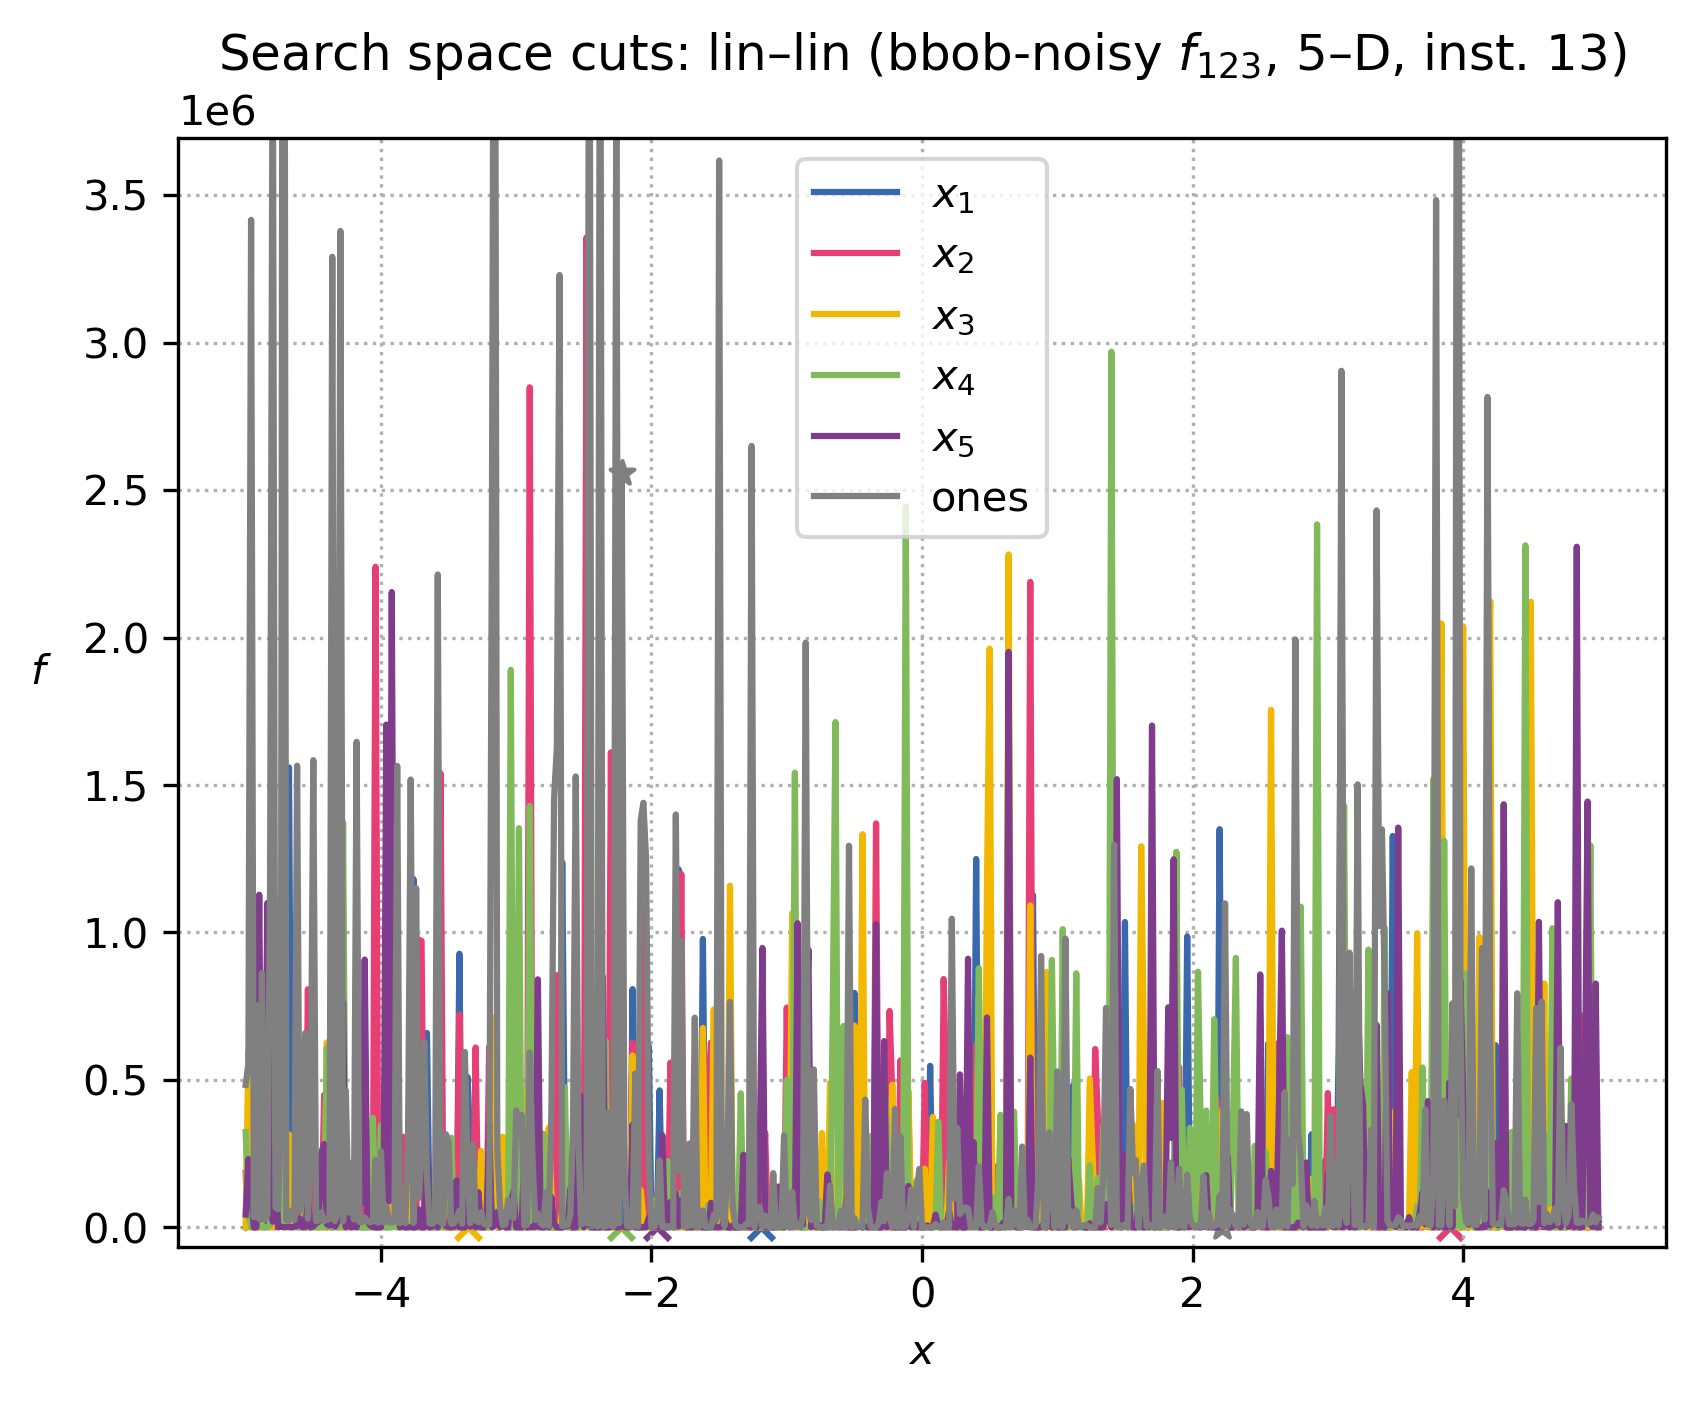 Search space cuts: lin–lin (bbob-noisy f₁₂₃, 5–D, inst. 13)
1e6
3.5
3.0
2.5
2.0
1.5
1.0
0.5
0.0
f
x₁
x₂
x₃
x₄
x₅
ones
−4
−2
0
2
4
x